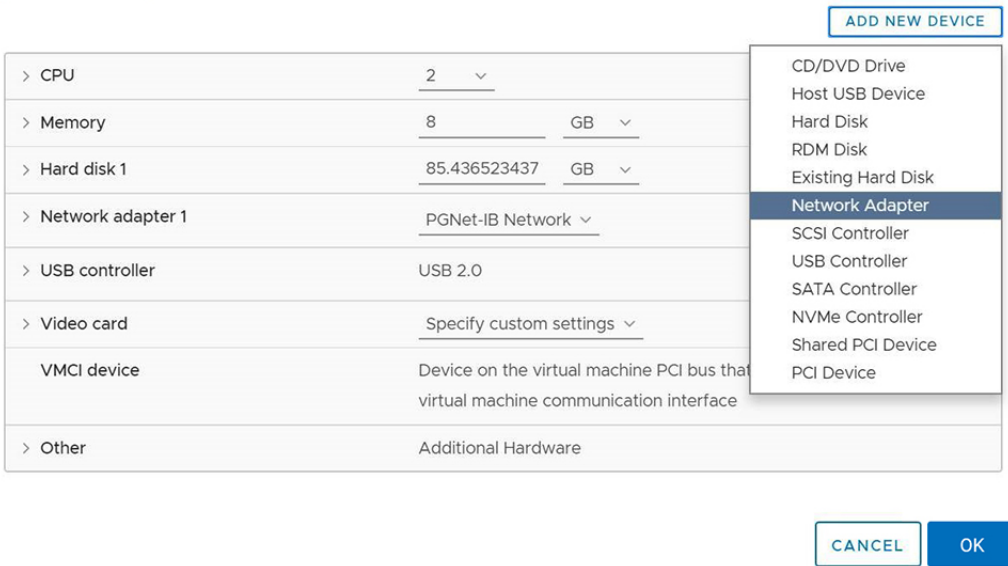 ADD NEW DEVICE
CPU 2
Memory 8 GB
Hard disk 1 85.436523437 GB
Network adapter 1 PGNet-IB Network
USB controller USB 2.0
Video card Specify custom settings
VMCI device Device on the virtual machine PCI bus that
virtual machine communication interface
Other Additional Hardware
CD/DVD Drive
Host USB Device
Hard Disk
RDM Disk
Existing Hard Disk
Network Adapter
SCSI Controller
USB Controller
SATA Controller
NVMe Controller
Shared PCI Device
PCI Device
CANCEL OK